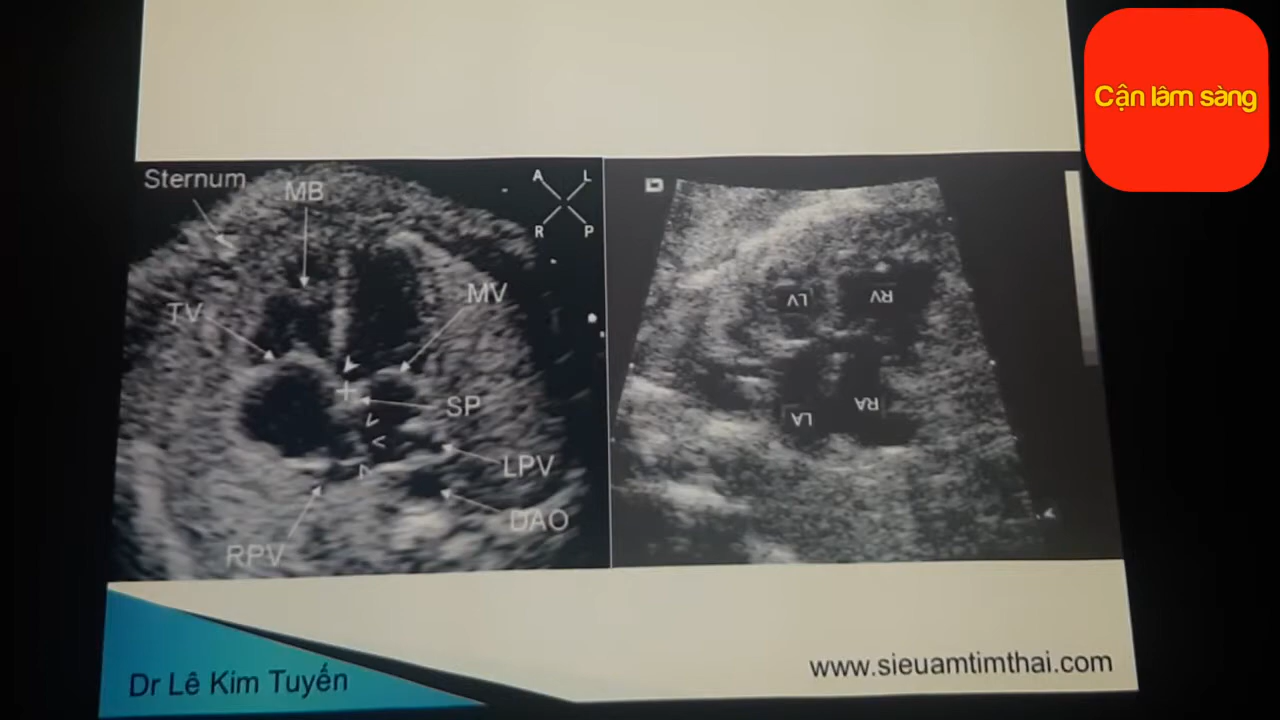 Cận lâm sàng
Sternum
MB
A
L
R
P
TV
MV
SP
LPV
DAO
RPV
LV
RV
LA
RA
Dr Lê Kim Tuyến
www.sieuamtimthai.com